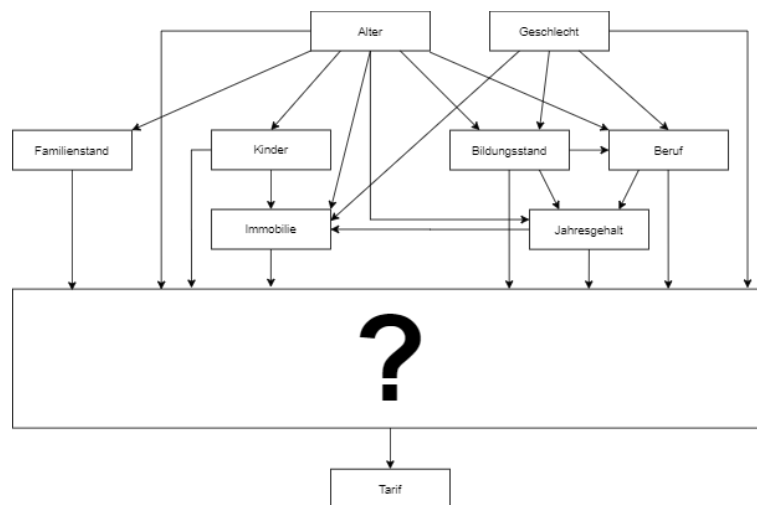 Alter
Geschlecht
Familienstand
Kinder
Bildungsstand
Beruf
Immobilie
Jahresgehalt
?
Tarif